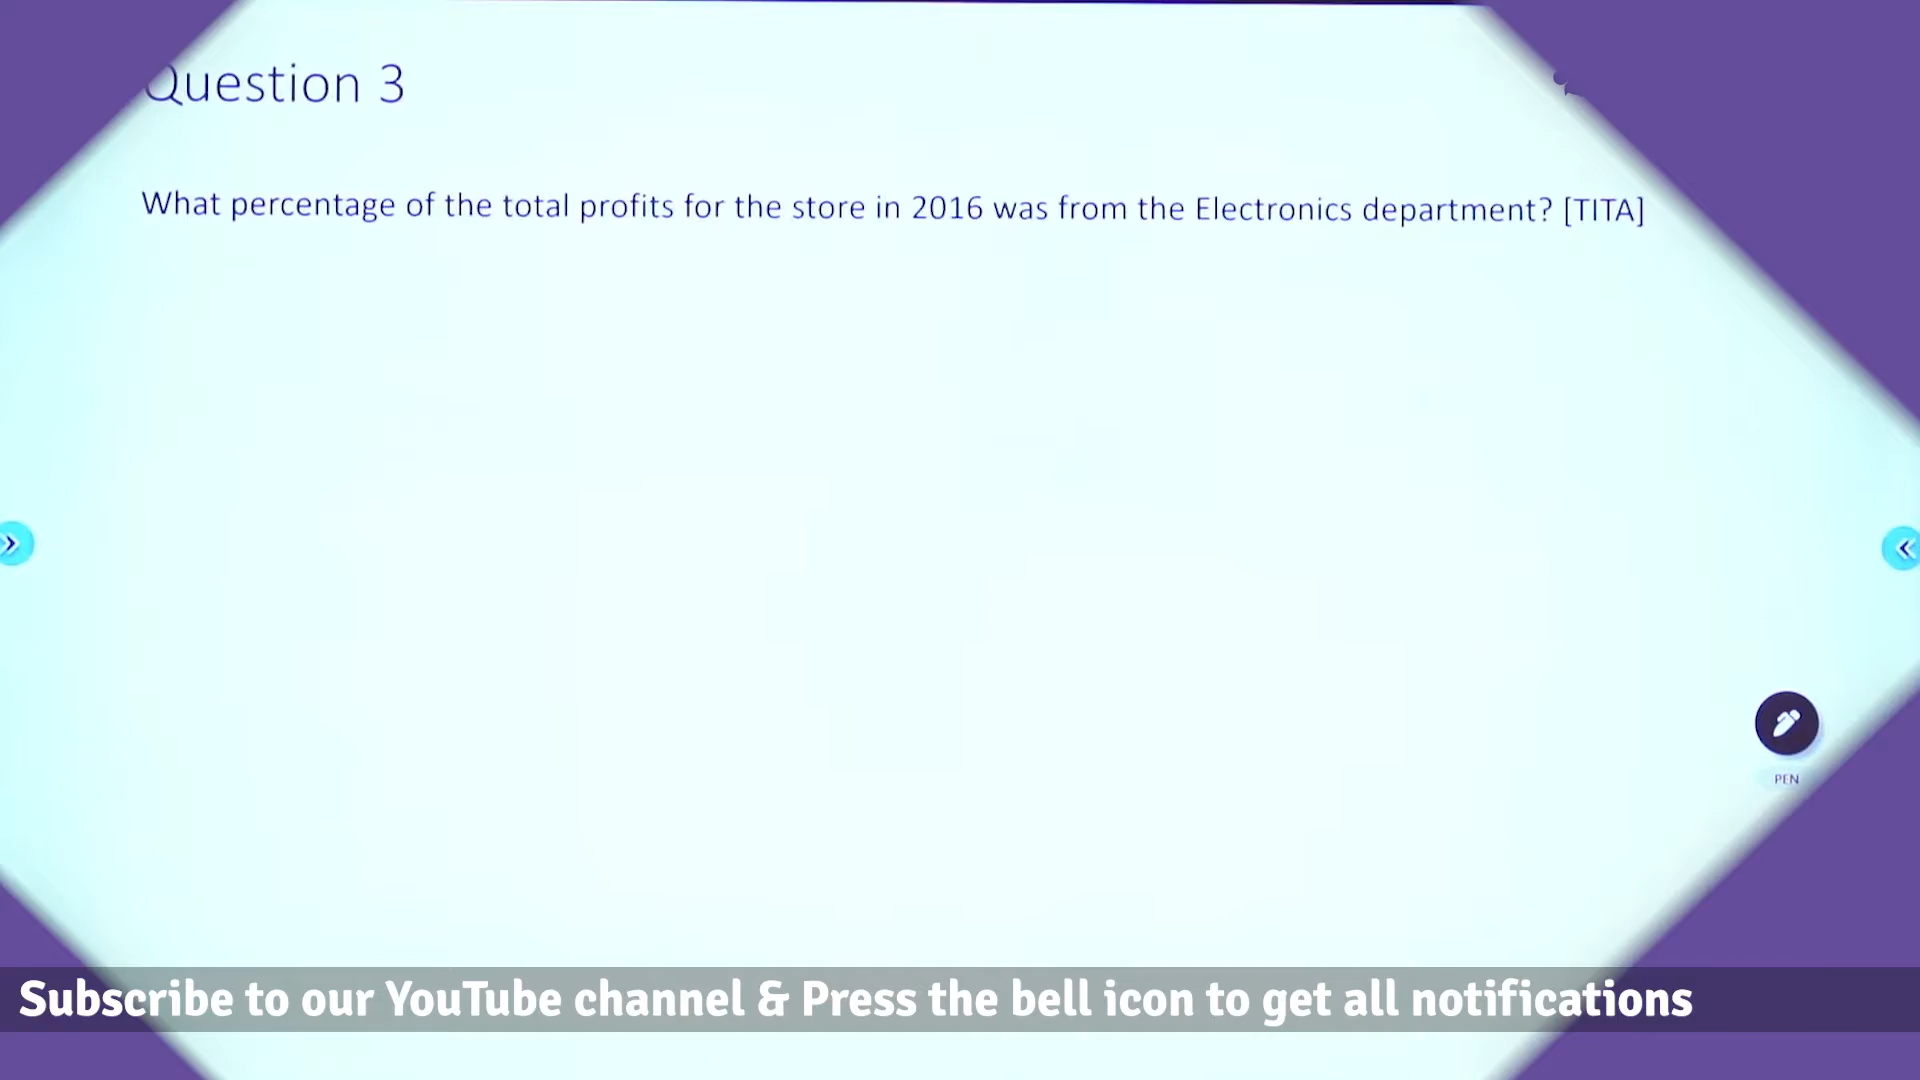 Question 3
What percentage of the total profits for the store in 2016 was from the Electronics department? [TITA]
PEN
Subscribe to our YouTube channel & Press the bell icon to get all notifications